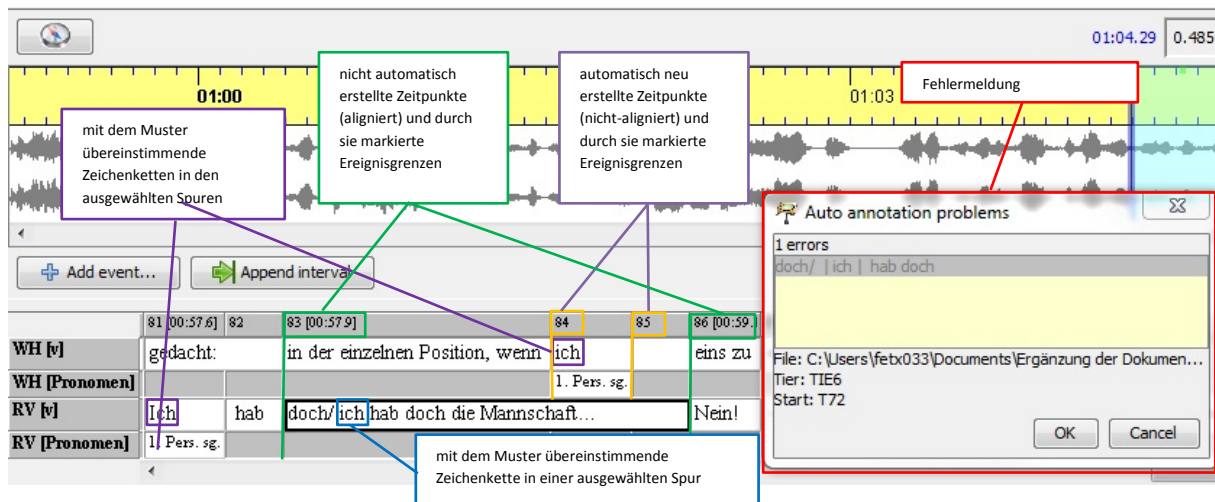 01:04.29 0.485
nicht automatisch
erstellte Zeitpunkte
(aligniert) und durch
sie markierte
Ereignisgrenzen
automatisch neu
erstellte Zeitpunkte
(nicht-aligniert) und
durch sie markierte
Ereignisgrenzen
Fehlermeldung
01:00
01:03
mit dem Muster
übereinstimmende
Zeichenketten in den
ausgewählten Spuren
Auto annotation problems
1 errors
doch/ | ich | hab doch
File: C:\Users\fetx033\Documents\Ergänzung der Dokumen...
Tier: TIE6
Start: T72
OK Cancel
Add event... Append interval
81 [00:57.6] 82 83 [00:57.9] 84 85 86 [00:59.
WH [v] gedacht: in der einzelnen Position, wenn ich eins zu
WH [Pronomen] 1. Pers. sg.
RV [v] Ich hab doch/ ich hab doch die Mannschaft... Nein!
RV [Pronomen] 1. Pers. sg.
mit dem Muster übereinstimmende
Zeichenkette in einer ausgewählten Spur